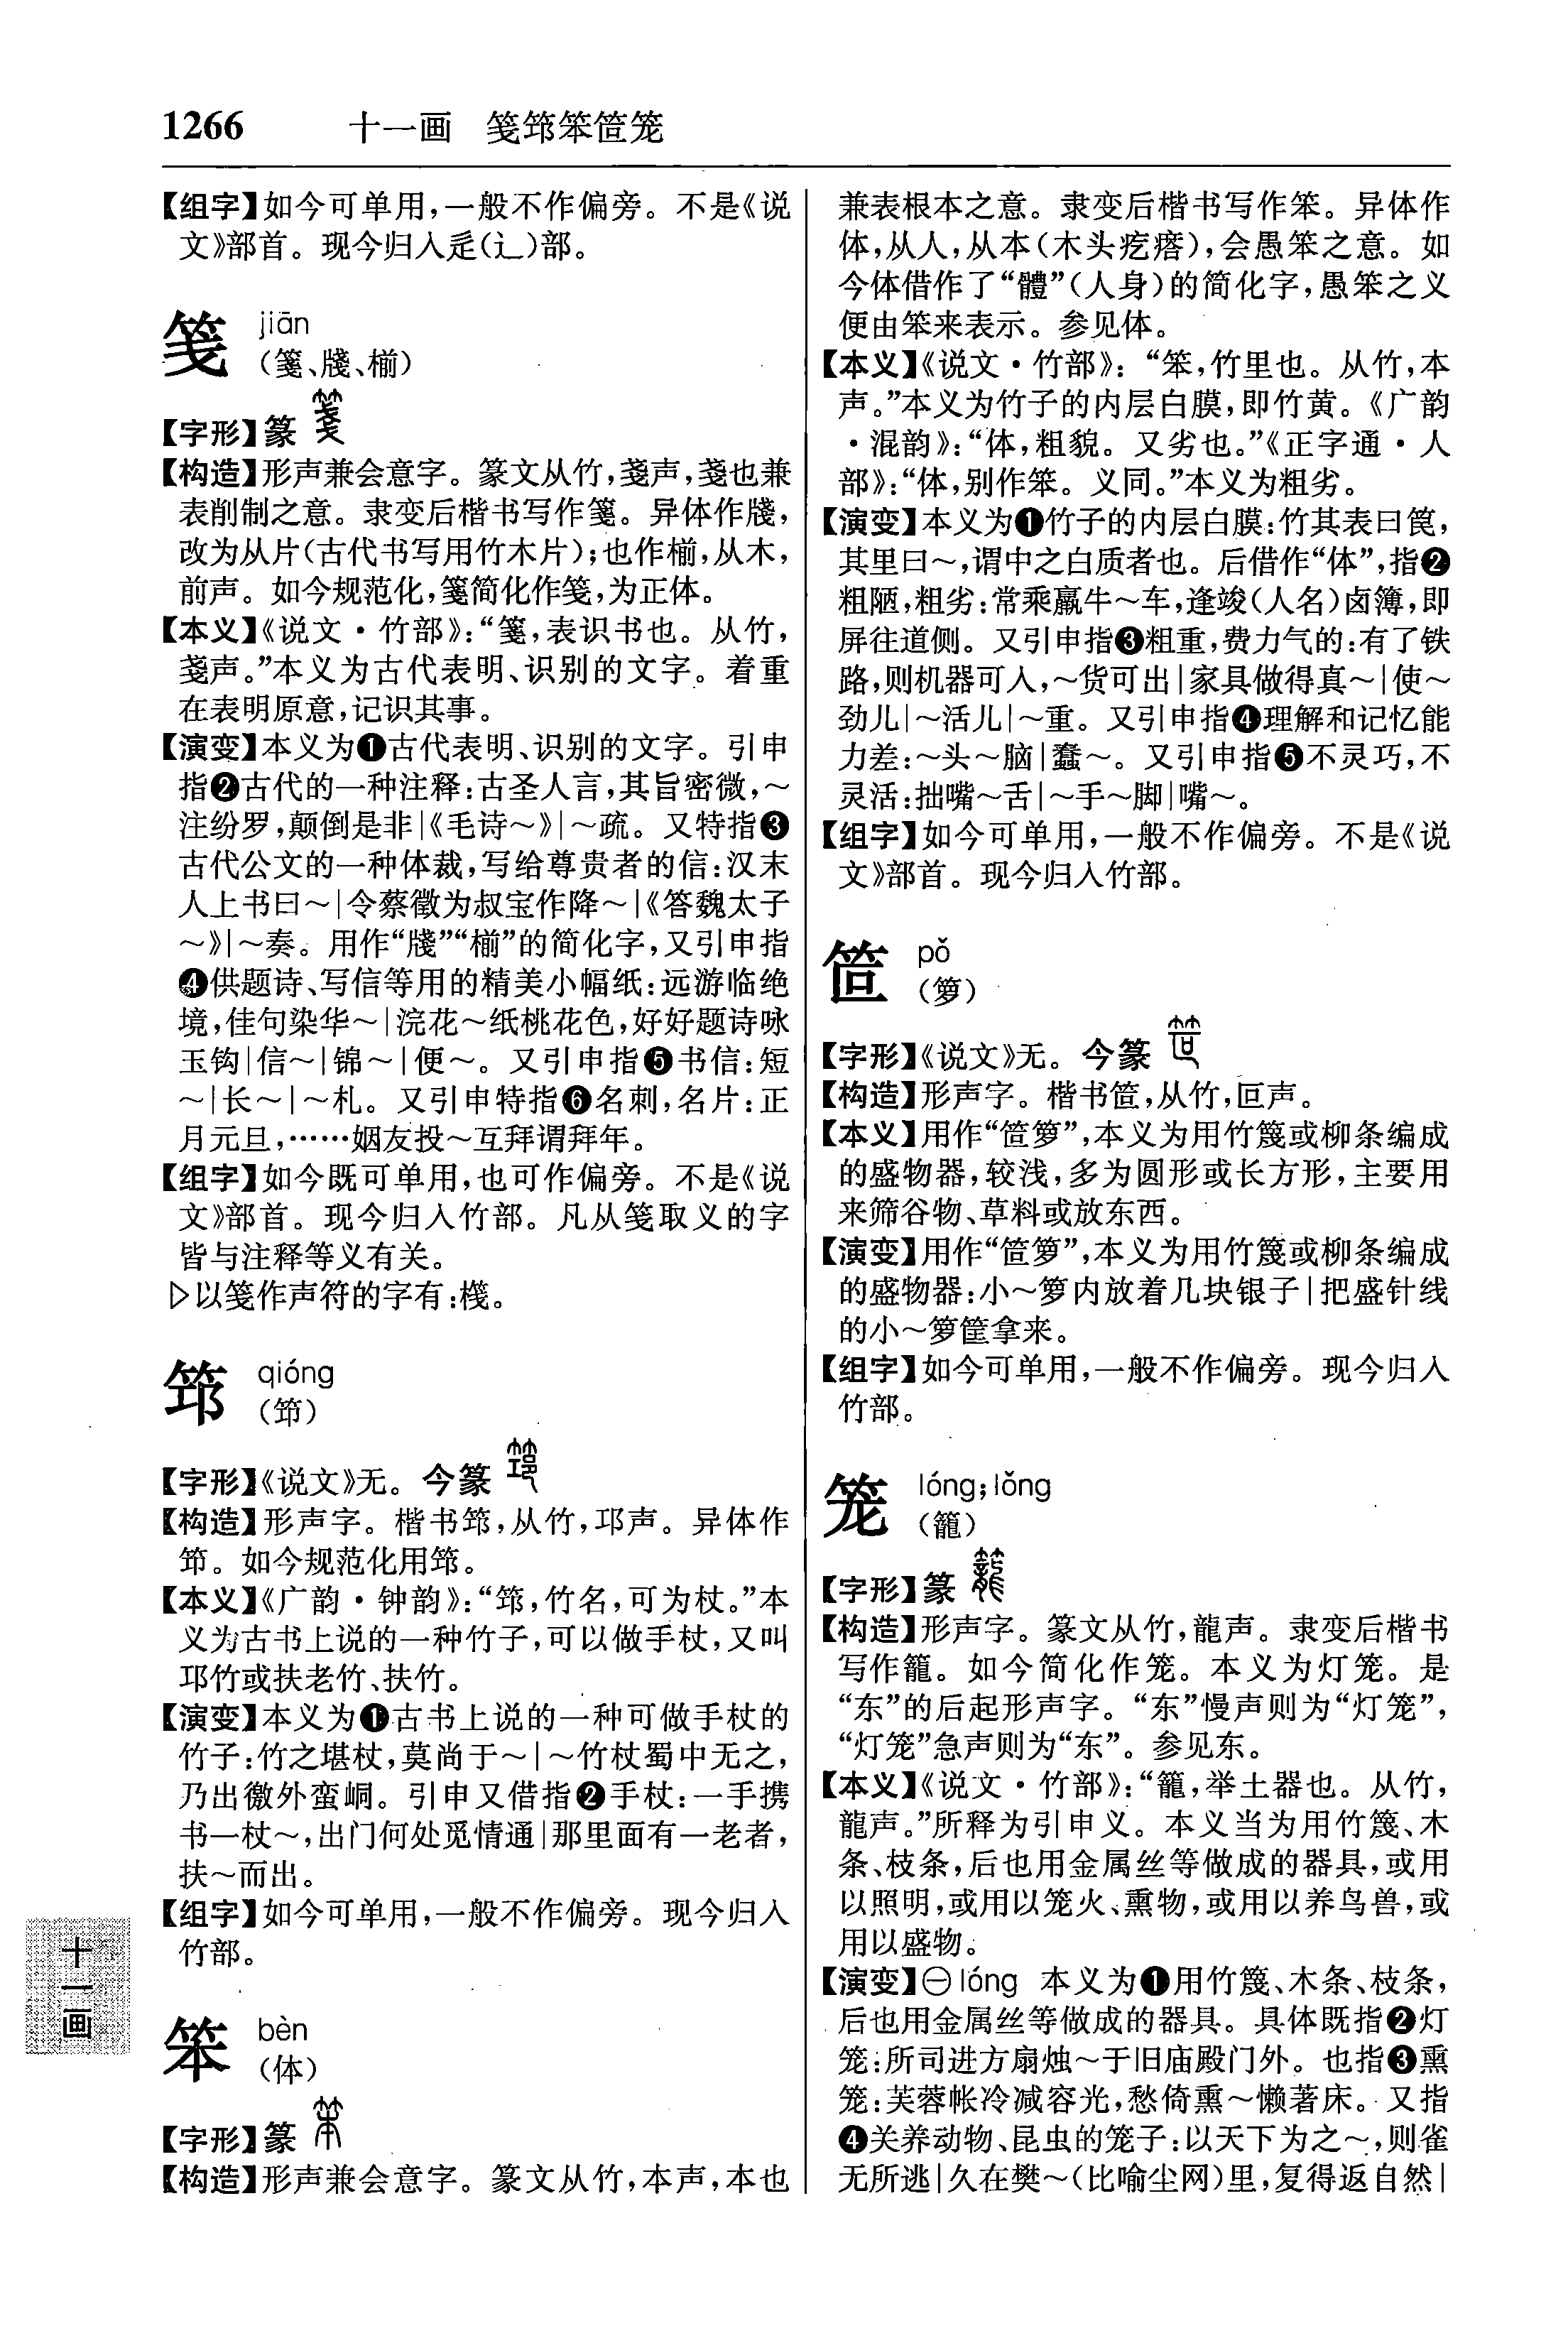 1266 十一画 笺筇笨笸笼
【组字】如今可单用,一般不作偏旁。不是《说
文》部首。现今归入辵(辶)部。
笺 jiān
(箋、牋、椾)
【字形】篆
【构造】形声兼会意字。篆文从竹,戔声,戔也兼
表削制之意。隶变后楷书写作箋。异体作牋,
改为从片(古代书写用竹木片);也作椾,从木,
前声。如今规范化,箋简化作笺,为正体。
【本义】《说文·竹部》:“箋,表识书也。从竹,
戔声。”本义为古代表明、识别的文字。着重
在表明原意,记识其事。
【演变】本义为❶古代表明、识别的文字。引申
指❷古代的一种注释:古圣人言,其旨密微,～
注纷罗,颠倒是非|《毛诗～》|～疏。又特指❸
古代公文的一种体裁,写给尊贵者的信:汉末
人上书曰～|令蔡徵为叔宝作降～|《答魏太子
～》|～奏。用作“牋”“椾”的简化字,又引申指
❹供题诗、写信等用的精美小幅纸:远游临绝
境,佳句染华～|浣花～纸桃花色,好好题诗咏
玉钩|信～|锦～|便～。又引申指❺书信:短
～|长～|～札。又引申特指❻名刺,名片:正
月元旦,……姻友投～互拜谓拜年。
【组字】如今既可单用,也可作偏旁。不是《说
文》部首。现今归入竹部。凡从笺取义的字
皆与注释等义有关。
▷以笺作声符的字有:㯠。
筇 qióng
(笻)
【字形】《说文》无。今篆
【构造】形声字。楷书筇,从竹,邛声。异体作
笻。如今规范化用筇。
【本义】《广韵·钟韵》:“筇,竹名,可为杖。”本
义为古书上说的一种竹子,可以做手杖,又叫
邛竹或扶老竹、扶竹。
【演变】本义为❶古书上说的一种可做手杖的
竹子:竹之堪杖,莫尚于～|～竹杖蜀中无之,
乃出徼外蛮峒。引申又借指❷手杖:一手携
书一杖～,出门何处觅情通|那里面有一老者,
扶～而出。
【组字】如今可单用,一般不作偏旁。现今归入
竹部。
笨 bèn
(体)
【字形】篆
【构造】形声兼会意字。篆文从竹,本声,本也
兼表根本之意。隶变后楷书写作笨。异体作
体,从人,从本(木头疙瘩),会愚笨之意。如
今体借作了“體”(人身)的简化字,愚笨之义
便由笨来表示。参见体。
【本义】《说文·竹部》:“笨,竹里也。从竹,本
声。”本义为竹子的内层白膜,即竹黄。《广韵
·混韵》:“体,粗貌。又劣也。”《正字通·人
部》:“体,别作笨。义同。”本义为粗劣。
【演变】本义为❶竹子的内层白膜:竹其表曰篾,
其里曰～,谓中之白质者也。后借作“体”,指❷
粗陋,粗劣:常乘羸牛～车,逢竣(人名)卤簿,即
屏往道侧。又引申指❸粗重,费力气的:有了铁
路,则机器可入,～货可出|家具做得真～|使～
劲儿|～活儿|～重。又引申指❹理解和记忆能
力差:～头～脑|蠢～。又引申指❺不灵巧,不
灵活:拙嘴～舌|～手～脚|嘴～。
【组字】如今可单用,一般不作偏旁。不是《说
文》部首。现今归入竹部。
笸 pǒ
(箩)
【字形】《说文》无。今篆
【构造】形声字。楷书笸,从竹,叵声。
【本义】用作“笸箩”,本义为用竹篾或柳条编成
的盛物器,较浅,多为圆形或长方形,主要用
来筛谷物、草料或放东西。
【演变】用作“笸箩”,本义为用竹篾或柳条编成
的盛物器:小～箩内放着几块银子|把盛针线
的小～箩筐拿来。
【组字】如今可单用,一般不作偏旁。现今归入
竹部。
笼 lóng;lǒng
(籠)
【字形】篆
【构造】形声字。篆文从竹,龍声。隶变后楷书
写作籠。如今简化作笼。本义为灯笼。是
“东”的后起形声字。“东”慢声则为“灯笼”,
“灯笼”急声则为“东”。参见东。
【本义】《说文·竹部》:“籠,举土器也。从竹,
龍声。”所释为引申义。本义当为用竹篾、木
条、枝条,后也用金属丝等做成的器具,或用
以照明,或用以笼火、熏物,或用以养鸟兽,或
用以盛物。
【演变】㊀lóng 本义为❶用竹篾、木条、枝条,
后也用金属丝等做成的器具。具体既指❷灯
笼:所司进方扇烛～于旧庙殿门外。也指❸熏
笼:芙蓉帐冷减容光,愁倚熏～懒著床。又指
❹关养动物、昆虫的笼子:以天下为之～,则雀
无所逃|久在樊～(比喻尘网)里,复得返自然|
十一画